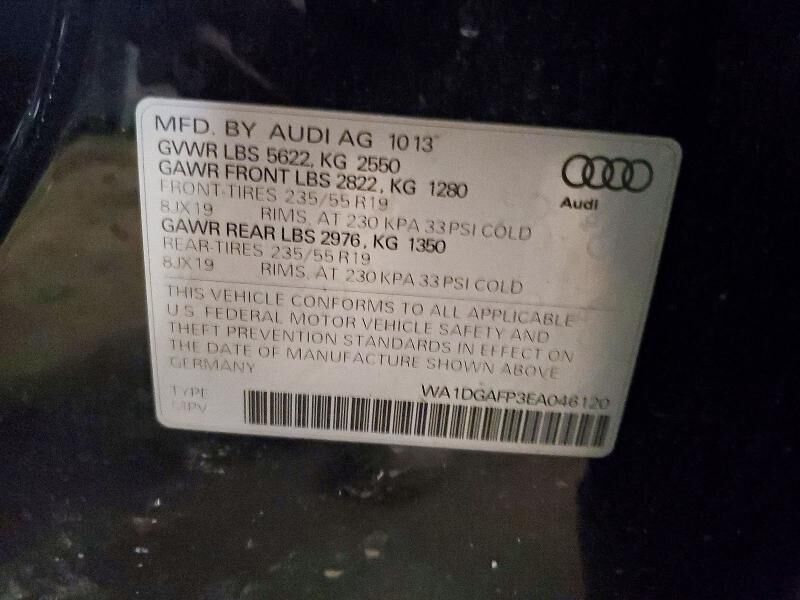 MFD. BY AUDI AG 10 13
GVWR LBS 5622, KG 2550
GAWR FRONT LBS 2822, KG 1280
FRONT-TIRES 235/55 R19
8JX19 RIMS, AT 230 KPA 33 PSI COLD
GAWR REAR LBS 2976, KG 1350
REAR-TIRES 235/55 R19
8JX19 RIMS, AT 230 KPA 33 PSI COLD
Audi
THIS VEHICLE CONFORMS TO ALL APPLICABLE
U.S. FEDERAL MOTOR VEHICLE SAFETY AND
THEFT PREVENTION STANDARDS IN EFFECT ON
THE DATE OF MANUFACTURE SHOWN ABOVE
GERMANY
TYPE
MPV
WA1DGAFP3EA046120